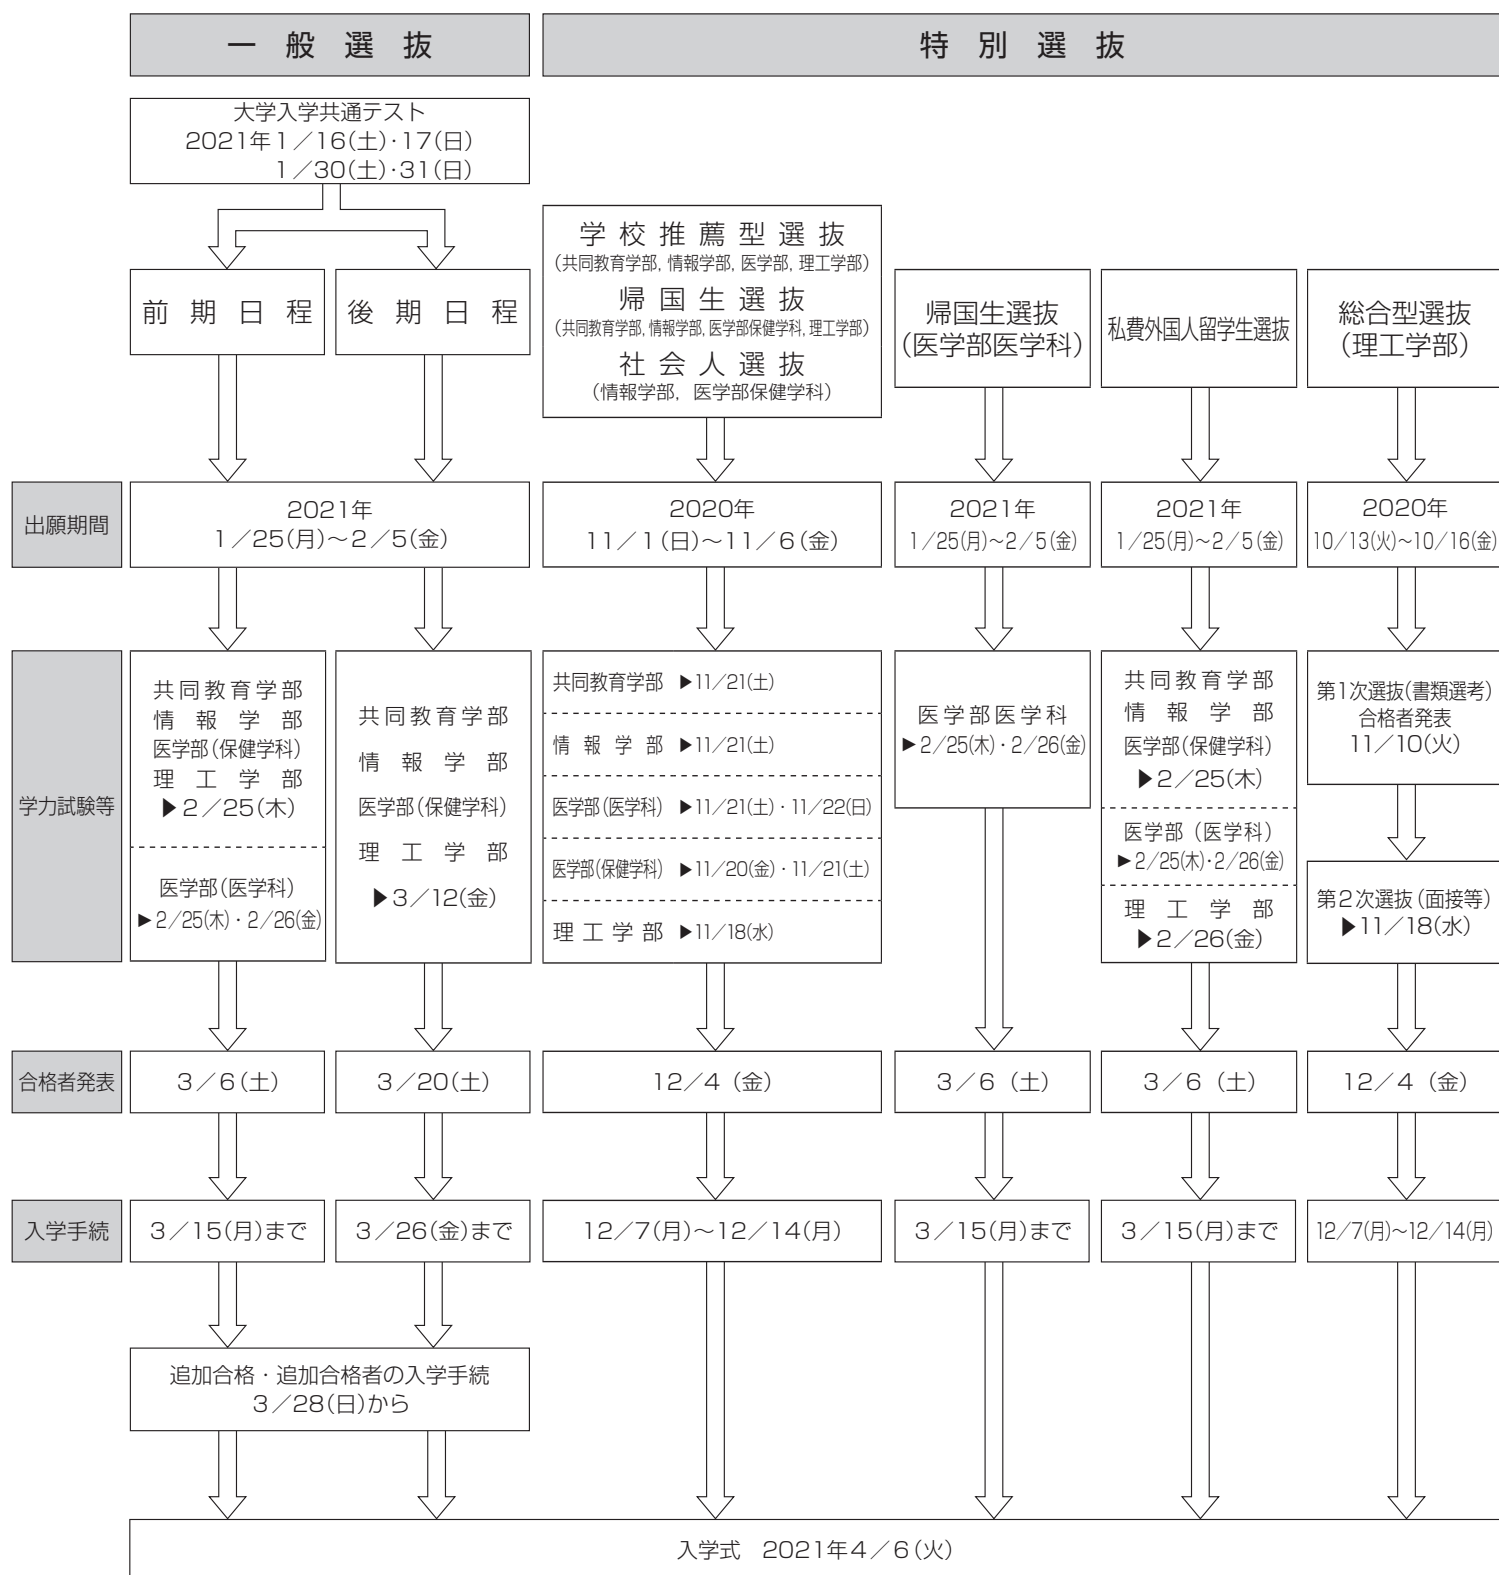 一般選抜
特別選抜
大学入学共通テスト
2021年1／16(土)･17(日)
1／30(土)･31(日)
前期日程
後期日程
学校推薦型選抜
(共同教育学部, 情報学部, 医学部, 理工学部)
帰国生選抜
(共同教育学部, 情報学部, 医学部保健学科, 理工学部)
社会人選抜
(情報学部, 医学部保健学科)
帰国生選抜
(医学部医学科)
私費外国人留学生選抜
総合型選抜
(理工学部)
出願期間
2021年
1／25(月)〜2／5(金)
2020年
11／1(日)〜11／6(金)
2021年
1／25(月)〜2／5(金)
2021年
1／25(月)〜2／5(金)
2020年
10／13(火)〜10／16(金)
学力試験等
共同教育学部
情報学部
医学部(保健学科)
理工学部
▶2／25(木)
医学部(医学科)
▶2／25(木)・2／26(金)
共同教育学部
情報学部
医学部(保健学科)
理工学部
▶3／12(金)
共同教育学部 ▶11／21(土)
情報学部 ▶11／21(土)
医学部(医学科) ▶11／21(土)・11／22(日)
医学部(保健学科) ▶11／20(金)・11／21(土)
理工学部 ▶11／18(水)
医学部医学科
▶2／25(木)・2／26(金)
共同教育学部
情報学部
医学部(保健学科)
▶2／25(木)
医学部(医学科)
▶2／25(木)･2／26(金)
理工学部
▶2／26(金)
第1次選抜(書類選考)
合格者発表
11／10(火)
第2次選抜(面接等)
▶11／18(水)
合格者発表
3／6(土)
3／20(土)
12／4(金)
3／6(土)
3／6(土)
12／4(金)
入学手続
3／15(月)まで
3／26(金)まで
12／7(月)〜12／14(月)
3／15(月)まで
3／15(月)まで
12／7(月)〜12／14(月)
追加合格・追加合格者の入学手続
3／28(日)から
入学式 2021年4／6(火)